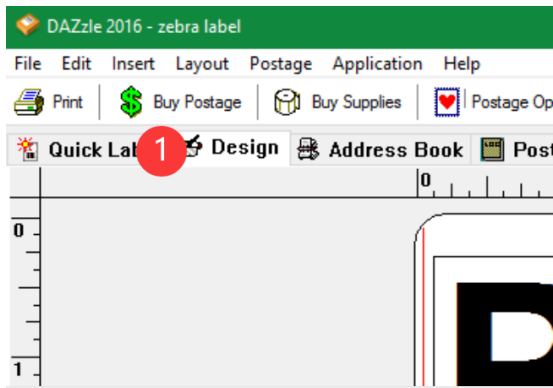 DAZzle 2016 - zebra label
File Edit Insert Layout Postage Application Help
Print Buy Postage Buy Supplies Postage Op
Quick Lab 1 Design Address Book Post
0
0
1